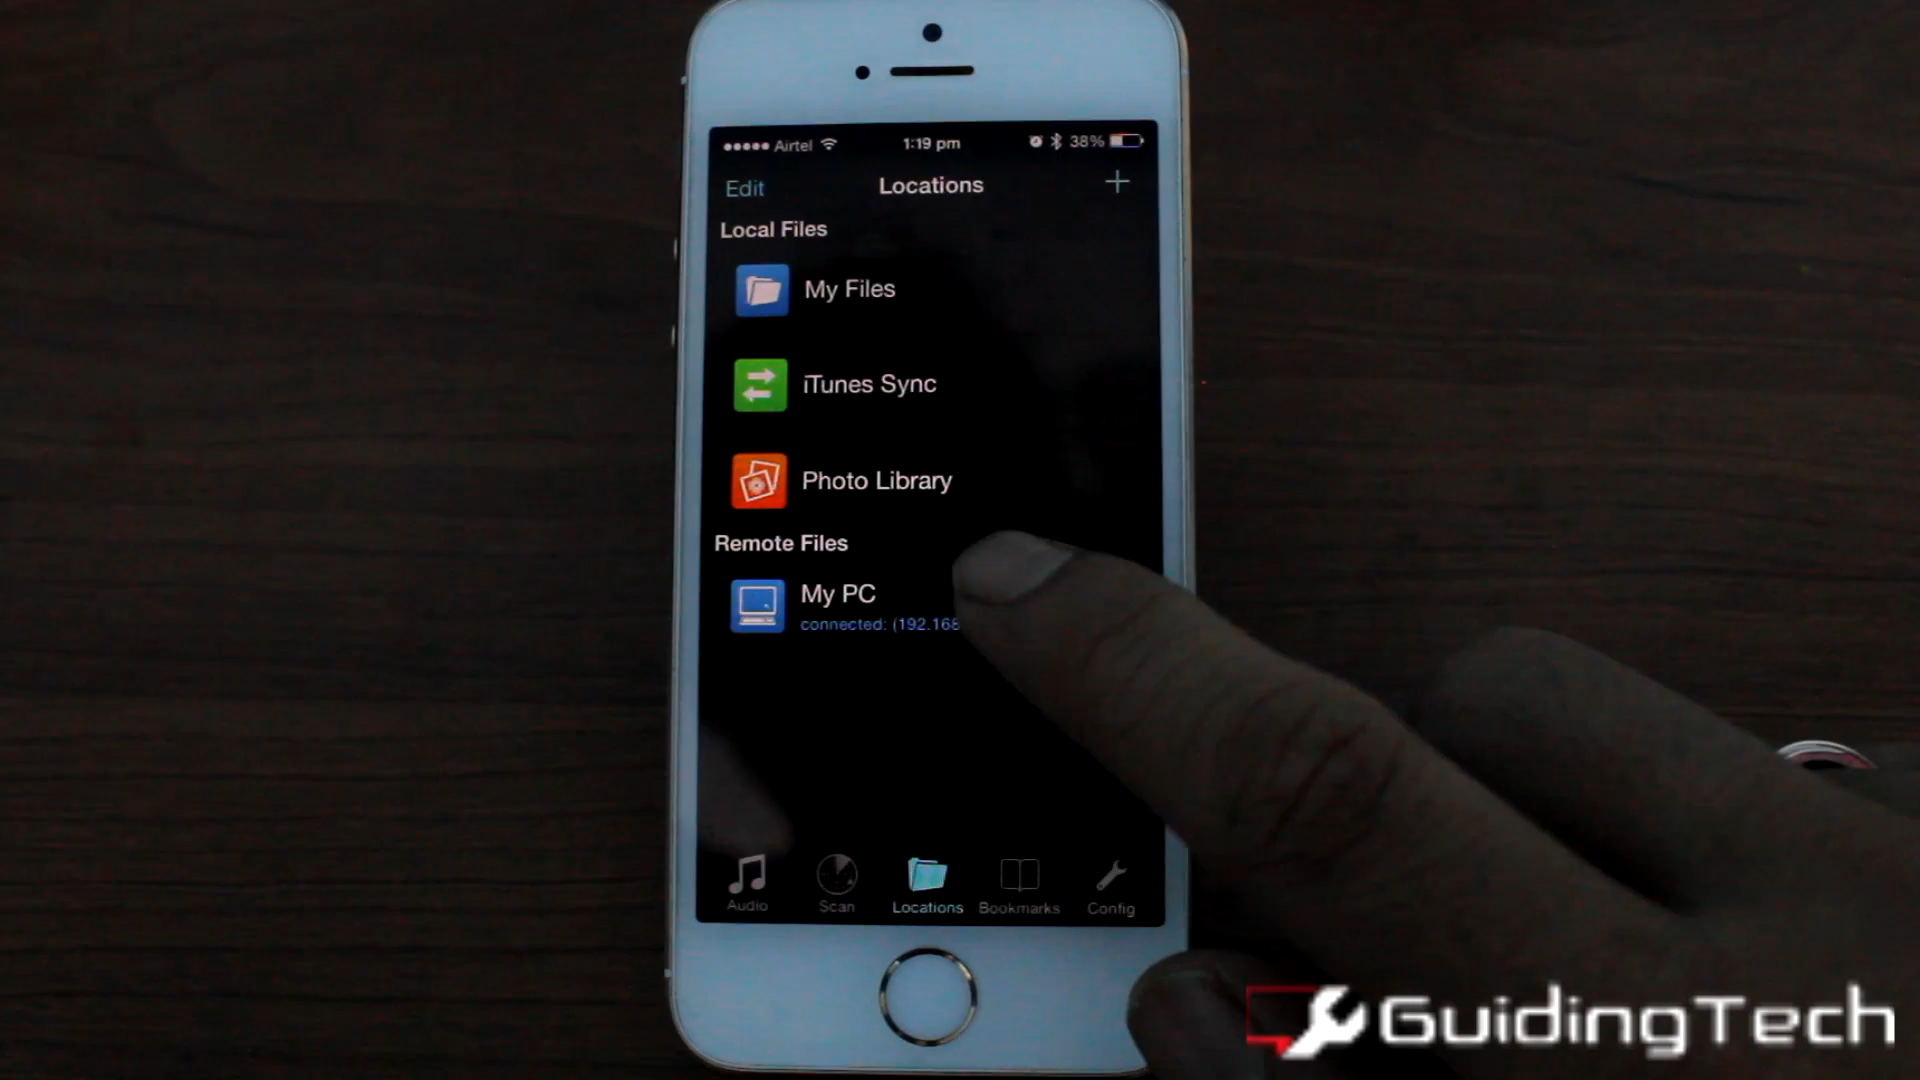 Airtel 1:19 pm 38%
Edit Locations +
Local Files
My Files
iTunes Sync
Photo Library
Remote Files
My PC
connected: (192.168
Audio Scan Locations Bookmarks Config
GuidingTech